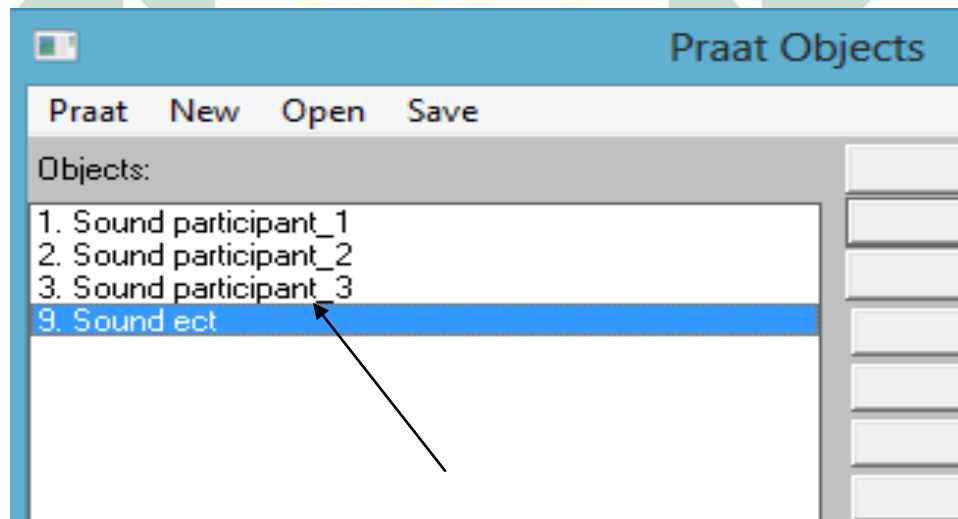 Praat Objects
Praat New Open Save
Objects:
1. Sound participant_1
2. Sound participant_2
3. Sound participant_3
9. Sound ect